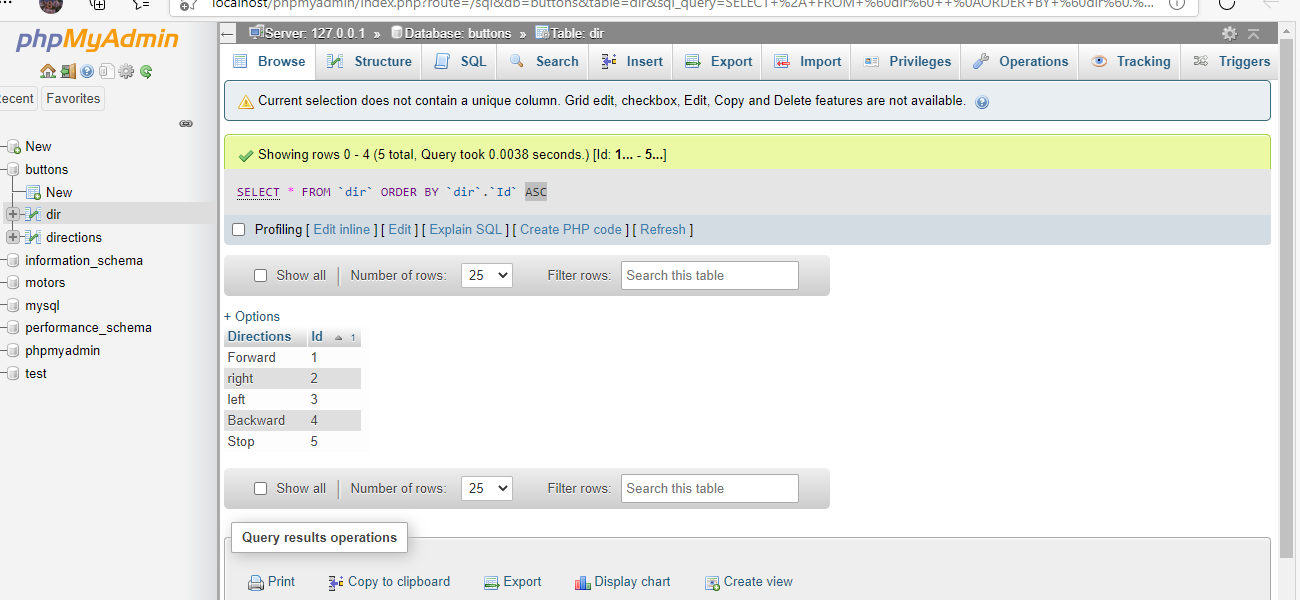 localhost/phpmyadmin/index.php?route=/sql&db=buttons&table=dir&sql_query=SELECT+%2A+FROM+%60dir%60++%0AORDER+BY+%60dir%60.%...
phpMyAdmin
ecent Favorites
New
buttons
New
dir
directions
information_schema
motors
mysql
performance_schema
phpmyadmin
test
Server: 127.0.0.1 » Database: buttons » Table: dir
Browse Structure SQL Search Insert Export Import Privileges Operations Tracking Triggers
Current selection does not contain a unique column. Grid edit, checkbox, Edit, Copy and Delete features are not available.
Showing rows 0 - 4 (5 total, Query took 0.0038 seconds.) [Id: 1... - 5...]
SELECT * FROM `dir` ORDER BY `dir`.`Id` ASC
Profiling [ Edit inline ] [ Edit ] [ Explain SQL ] [ Create PHP code ] [ Refresh ]
Show all | Number of rows: 25 Filter rows: Search this table
+ Options
Directions Id 1
Forward 1
right 2
left 3
Backward 4
Stop 5
Show all | Number of rows: 25 Filter rows: Search this table
Query results operations
Print Copy to clipboard Export Display chart Create view